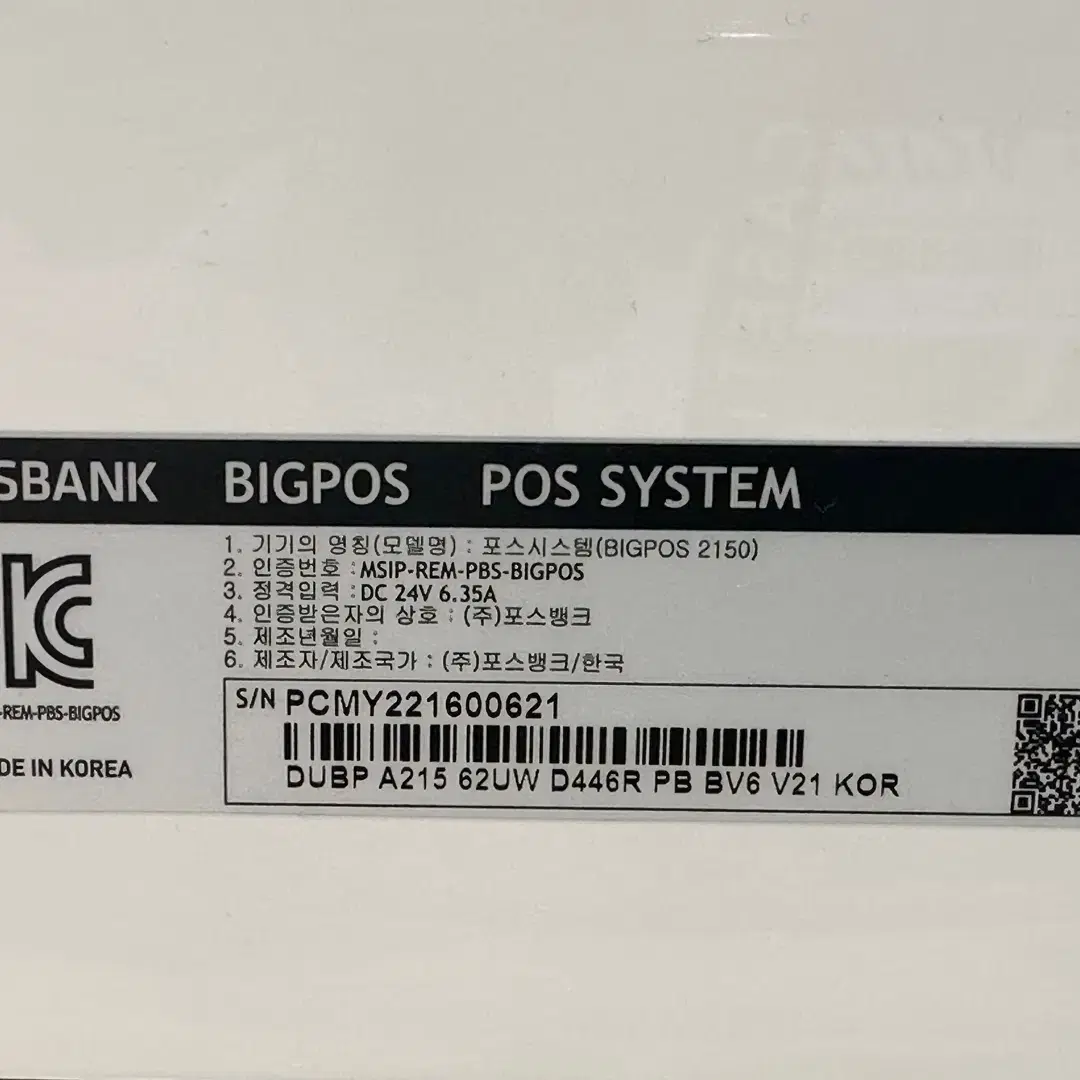 SBANK BIGPOS POS SYSTEM
1. 기기의 명칭(모델명) : 포스시스템(BIGPOS 2150)
2. 인증번호 : MSIP-REM-PBS-BIGPOS
3. 정격입력 : DC 24V 6.35A
4. 인증받은자의 상호 : (주)포스뱅크
5. 제조년월일 :
6. 제조자/제조국가 : (주)포스뱅크/한국
-REM-PBS-BIGPOS
DE IN KOREA
S/N PCMY221600621
DUBP A215 62UW D446R PB BV6 V21 KOR